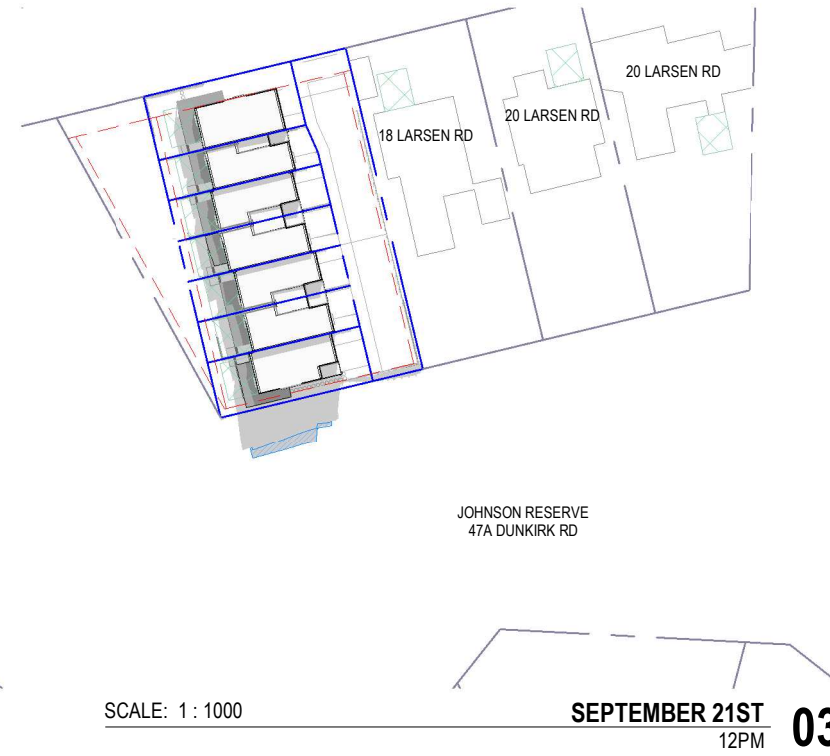 20 LARSEN RD
18 LARSEN RD
20 LARSEN RD
JOHNSON RESERVE
47A DUNKIRK RD
SCALE: 1 : 1000
SEPTEMBER 21ST
12PM
03